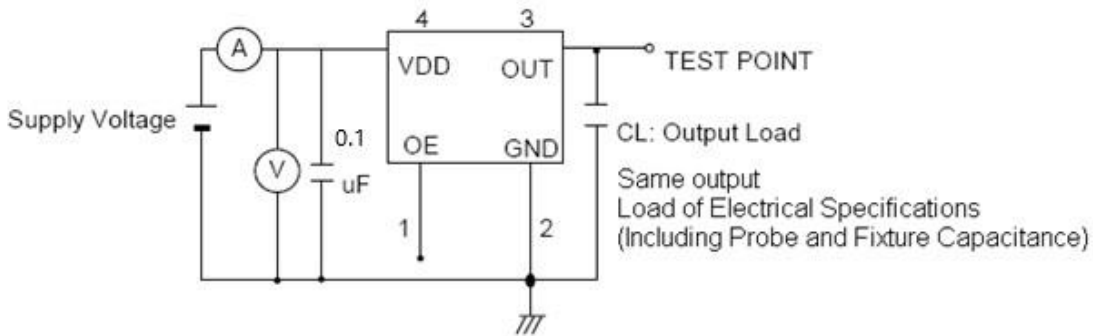 4
3
A
VDD
OUT
TEST POINT
Supply Voltage
0.1
CL: Output Load
OE
GND
V
uF
Same output
Load of Electrical Specifications
(Including Probe and Fixture Capacitance)
1
2